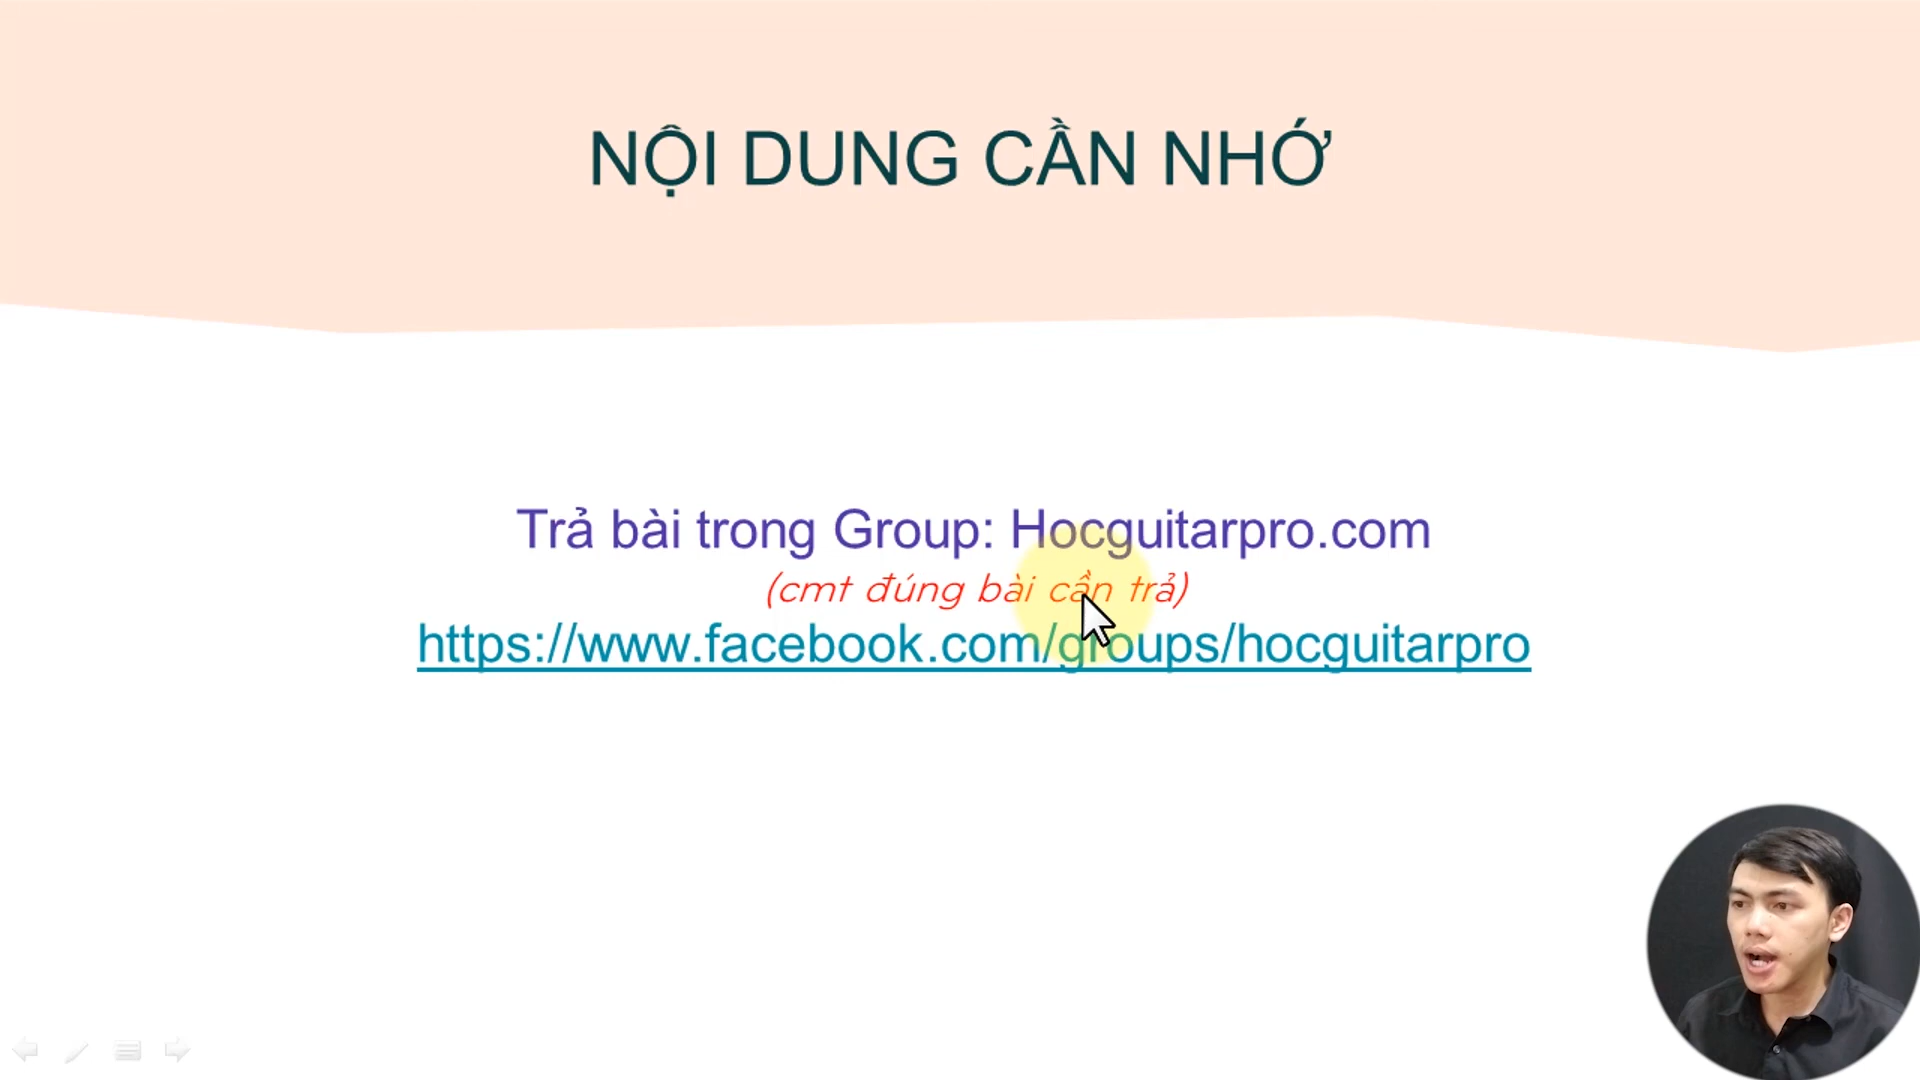 NỘI DUNG CẦN NHỚ
Trả bài trong Group: Hocguitarpro.com
(cmt đúng bài cần trả)
https://www.facebook.com/groups/hocguitarpro